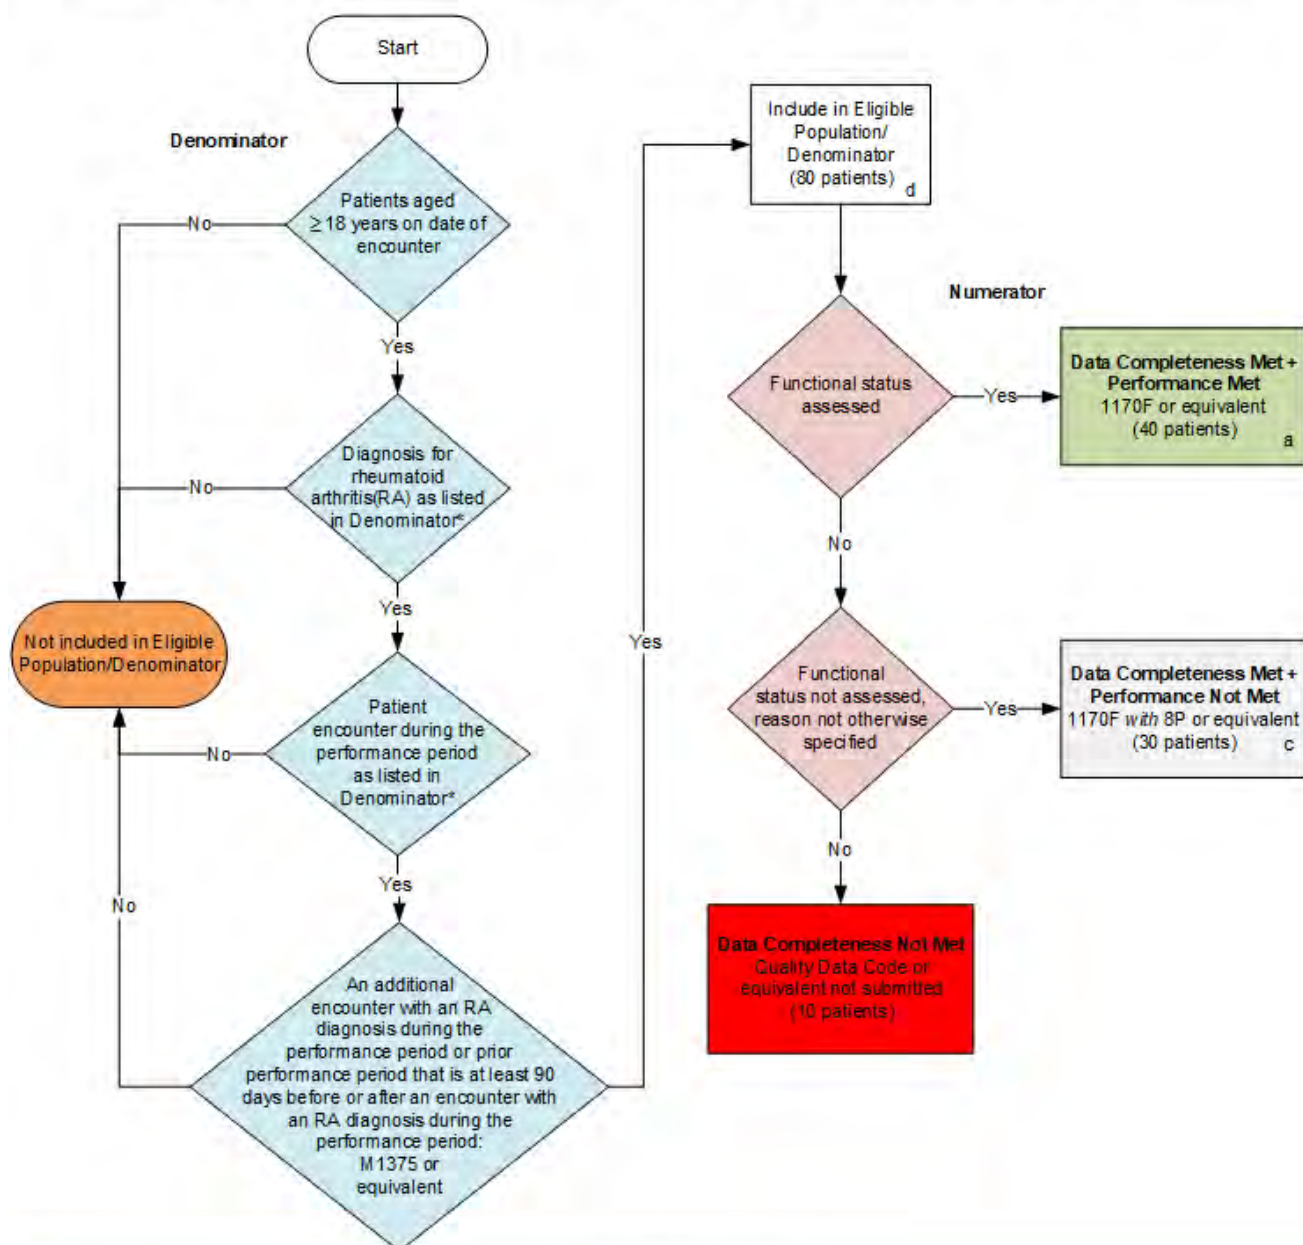 Start
Denominator
Patients aged
≥ 18 years on date of
encounter
No
Yes
Diagnosis for
rheumatoid
arthritis(RA) as listed
in Denominator*
No
Yes
Not included in Eligible
Population/Denominator
Patient
encounter during the
performance period
as listed in
Denominator*
No
Yes
An additional
encounter with an RA
diagnosis during the
performance period or prior
performance period that is at least 90
days before or after an encounter with
an RA diagnosis during the
performance period:
M1375 or
equivalent
No
Yes
Include in Eligible
Population/
Denominator
(80 patients)
d
Numerator
Functional status
assessed
Yes
Data Completeness Met +
Performance Met
1170F or equivalent
(40 patients)
a
No
Functional
status not assessed,
reason not otherwise
specified
Yes
Data Completeness Met +
Performance Not Met
1170F with 8P or equivalent
(30 patients)
c
No
Data Completeness Not Met
Quality Data Code or
equivalent not submitted
(10 patients)